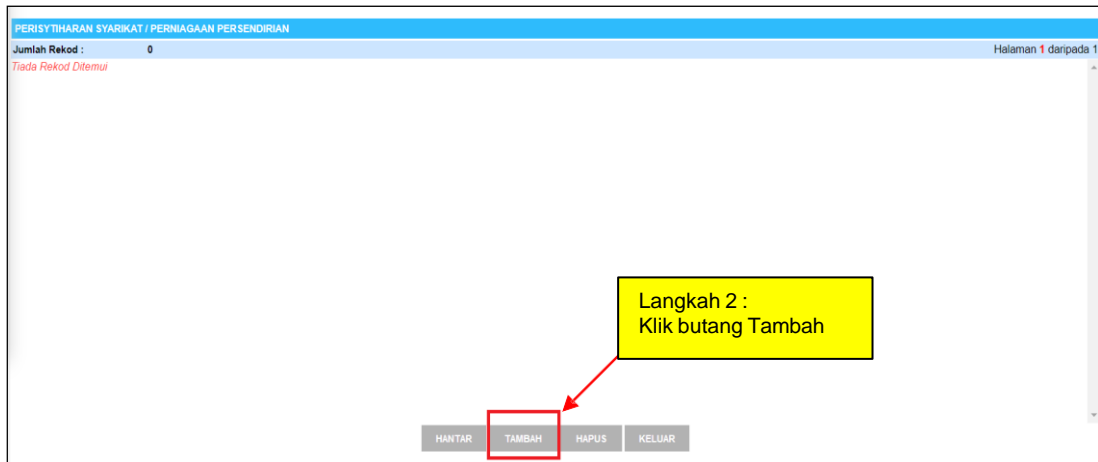 PERISYTIHARAN SYARIKAT / PERNIAGAAN PERSENDIRIAN
Jumlah Rekod : 0 Halaman 1 daripada 1
Tiada Rekod Ditemui
Langkah 2 :
Klik butang Tambah
HANTAR TAMBAH HAPUS KELUAR